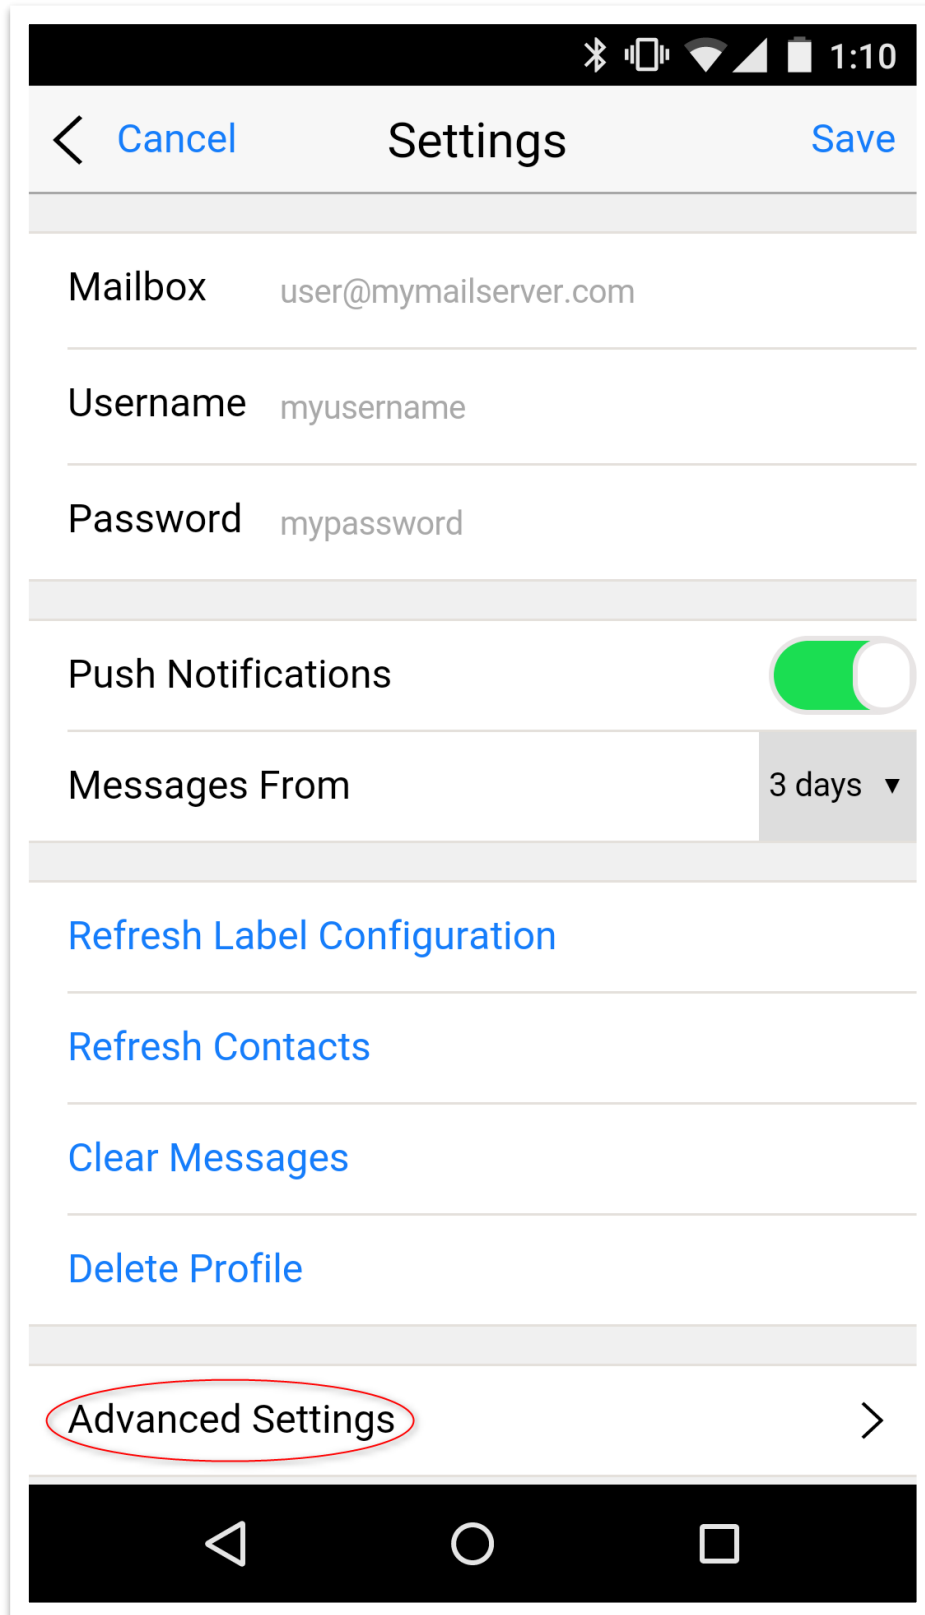 1:10
Cancel Settings Save
Mailbox user@mymailserver.com
Username myusername
Password mypassword
Push Notifications
Messages From 3 days
Refresh Label Configuration
Refresh Contacts
Clear Messages
Delete Profile
Advanced Settings